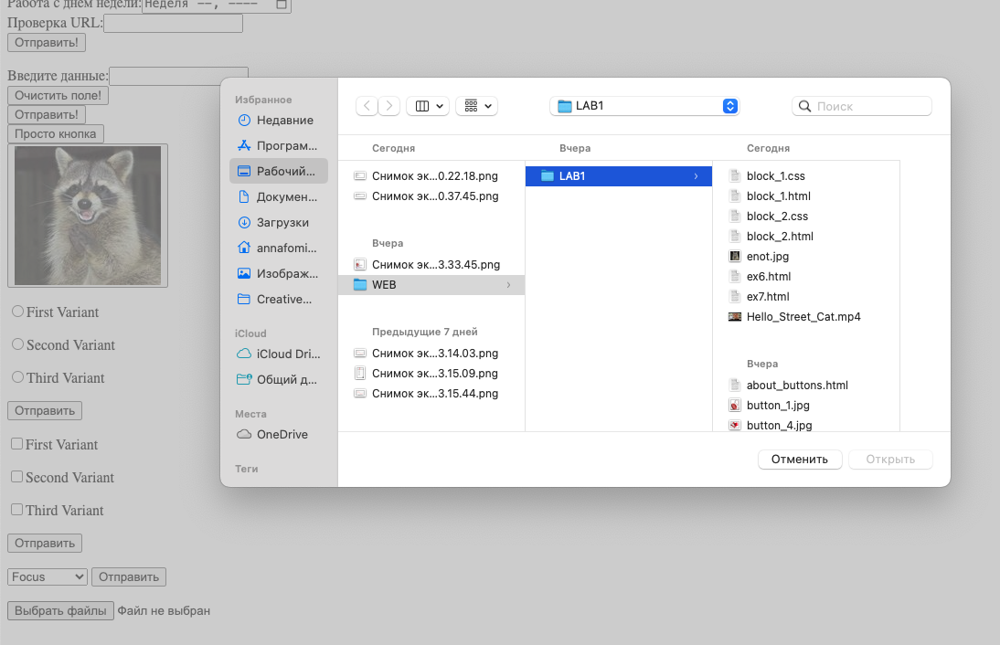 Работа с днем недели: Неделя --, ----
Проверка URL:
Отправить!
Введите данные:
Очистить поле!
Отправить!
Просто кнопка
First Variant
Second Variant
Third Variant
Отправить
First Variant
Second Variant
Third Variant
Отправить
Focus Отправить
Выбрать файлы Файл не выбран
Избранное
Недавние
Програм...
Рабочий...
Докумен...
Загрузки
annafomi...
Изображ...
Creative...
iCloud
iCloud Dri...
Общий д...
Места
OneDrive
Теги
LAB1
Поиск
Сегодня
Снимок эк...0.22.18.png
Снимок эк...0.37.45.png
Вчера
Снимок эк...3.33.45.png
WEB
Предыдущие 7 дней
Снимок эк...3.14.03.png
Снимок эк...3.15.09.png
Снимок эк...3.15.44.png
Вчера
LAB1
Сегодня
block_1.css
block_1.html
block_2.css
block_2.html
enot.jpg
ex6.html
ex7.html
Hello_Street_Cat.mp4
Вчера
about_buttons.html
button_1.jpg
button_4.jpg
Отменить
Открыть